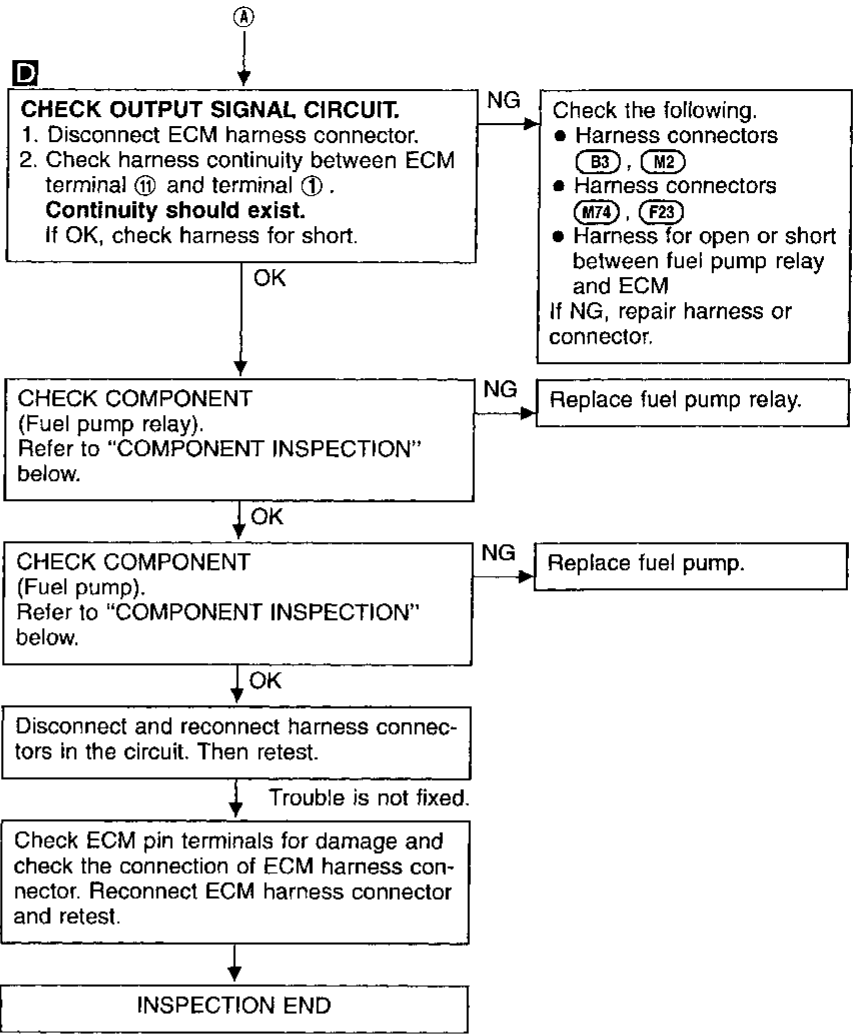 Ⓐ
D
CHECK OUTPUT SIGNAL CIRCUIT.
1. Disconnect ECM harness connector.
2. Check harness continuity between ECM
terminal ⑪ and terminal ① .
Continuity should exist.
If OK, check harness for short.
NG
Check the following.
● Harness connectors
B3 , M2
● Harness connectors
M74 , F23
● Harness for open or short
between fuel pump relay
and ECM
If NG, repair harness or
connector.
OK
CHECK COMPONENT
(Fuel pump relay).
Refer to “COMPONENT INSPECTION”
below.
NG
Replace fuel pump relay.
OK
CHECK COMPONENT
(Fuel pump).
Refer to “COMPONENT INSPECTION”
below.
NG
Replace fuel pump.
OK
Disconnect and reconnect harness connec-
tors in the circuit. Then retest.
Trouble is not fixed.
Check ECM pin terminals for damage and
check the connection of ECM harness con-
nector. Reconnect ECM harness connector
and retest.
INSPECTION END